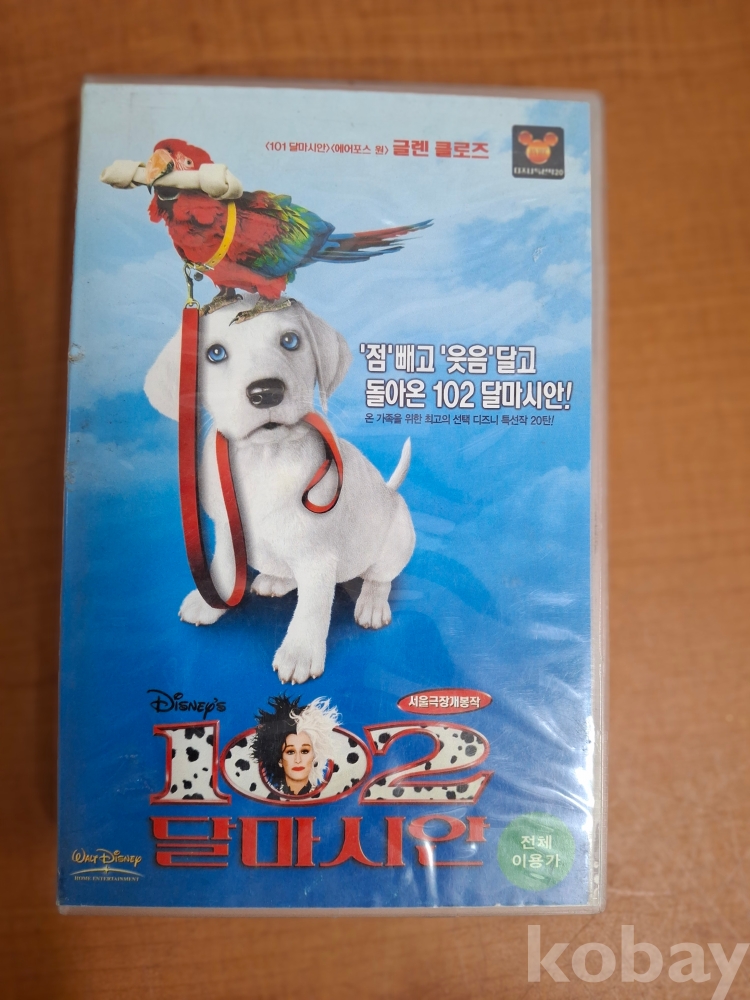 <101 달마시안><에어포스 원> 글렌 클로즈
'점'빼고 '웃음'달고
돌아온 102 달마시안!
온 가족을 위한 최고의 선택 디즈니 특선작 20탄!
DISNEY'S
서울극장개봉작
102
달마시안
WALT DISNEY
HOME ENTERTAINMENT
전체
이용가
kobay